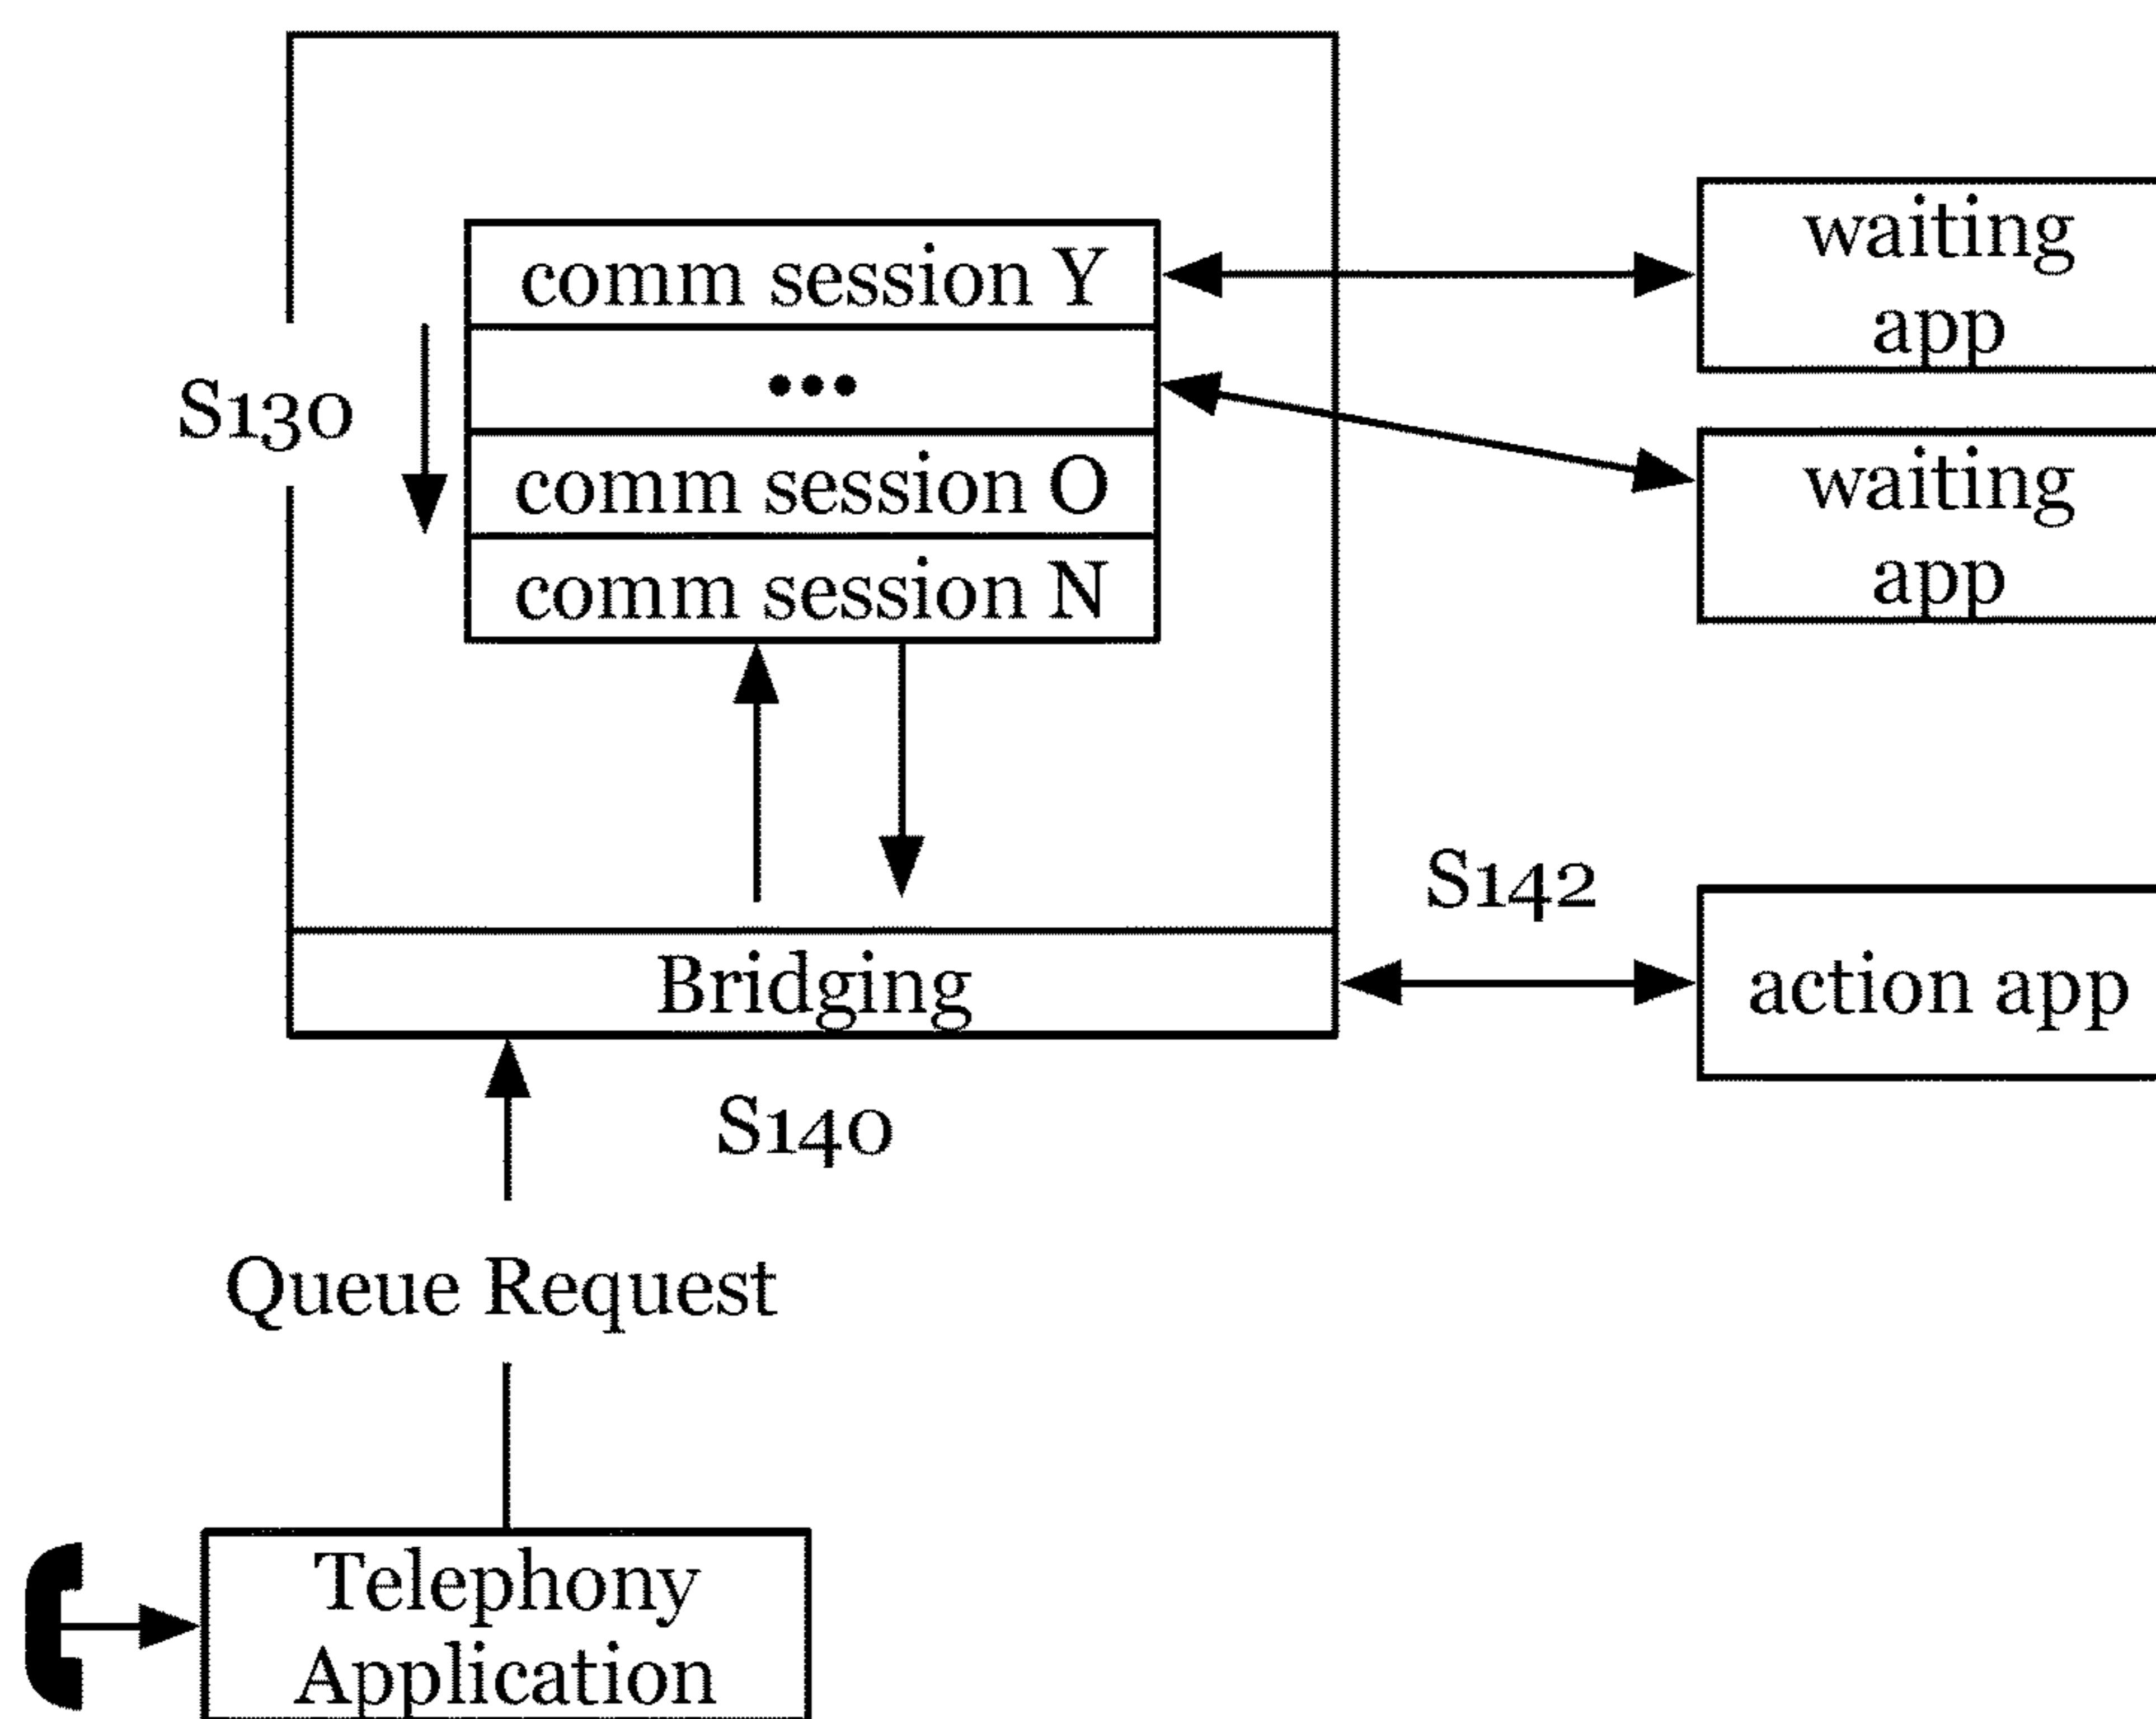 comm session Y
•••
comm session O
comm session N
S130
waiting
app
waiting
app
S142
Bridging
action app
S140
Queue Request
Telephony
Application